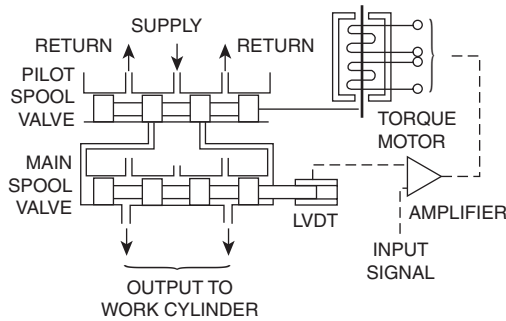 SUPPLY
RETURN
RETURN
PILOT
SPOOL
VALVE
TORQUE
MOTOR
MAIN
SPOOL
VALVE
LVDT
AMPLIFIER
INPUT
SIGNAL
OUTPUT TO
WORK CYLINDER